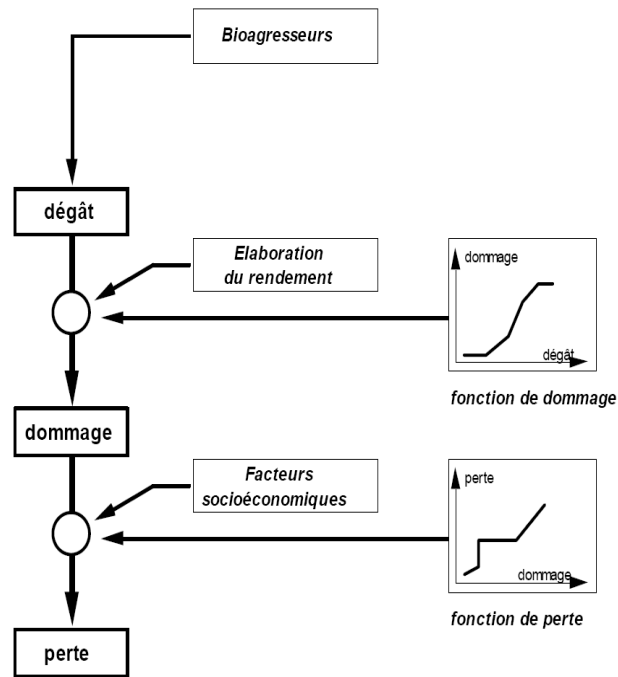 Bioagresseurs
dégât
Elaboration
du rendement
dommage
dégât
fonction de dommage
dommage
Facteurs
socioéconomiques
perte
dommage
fonction de perte
perte